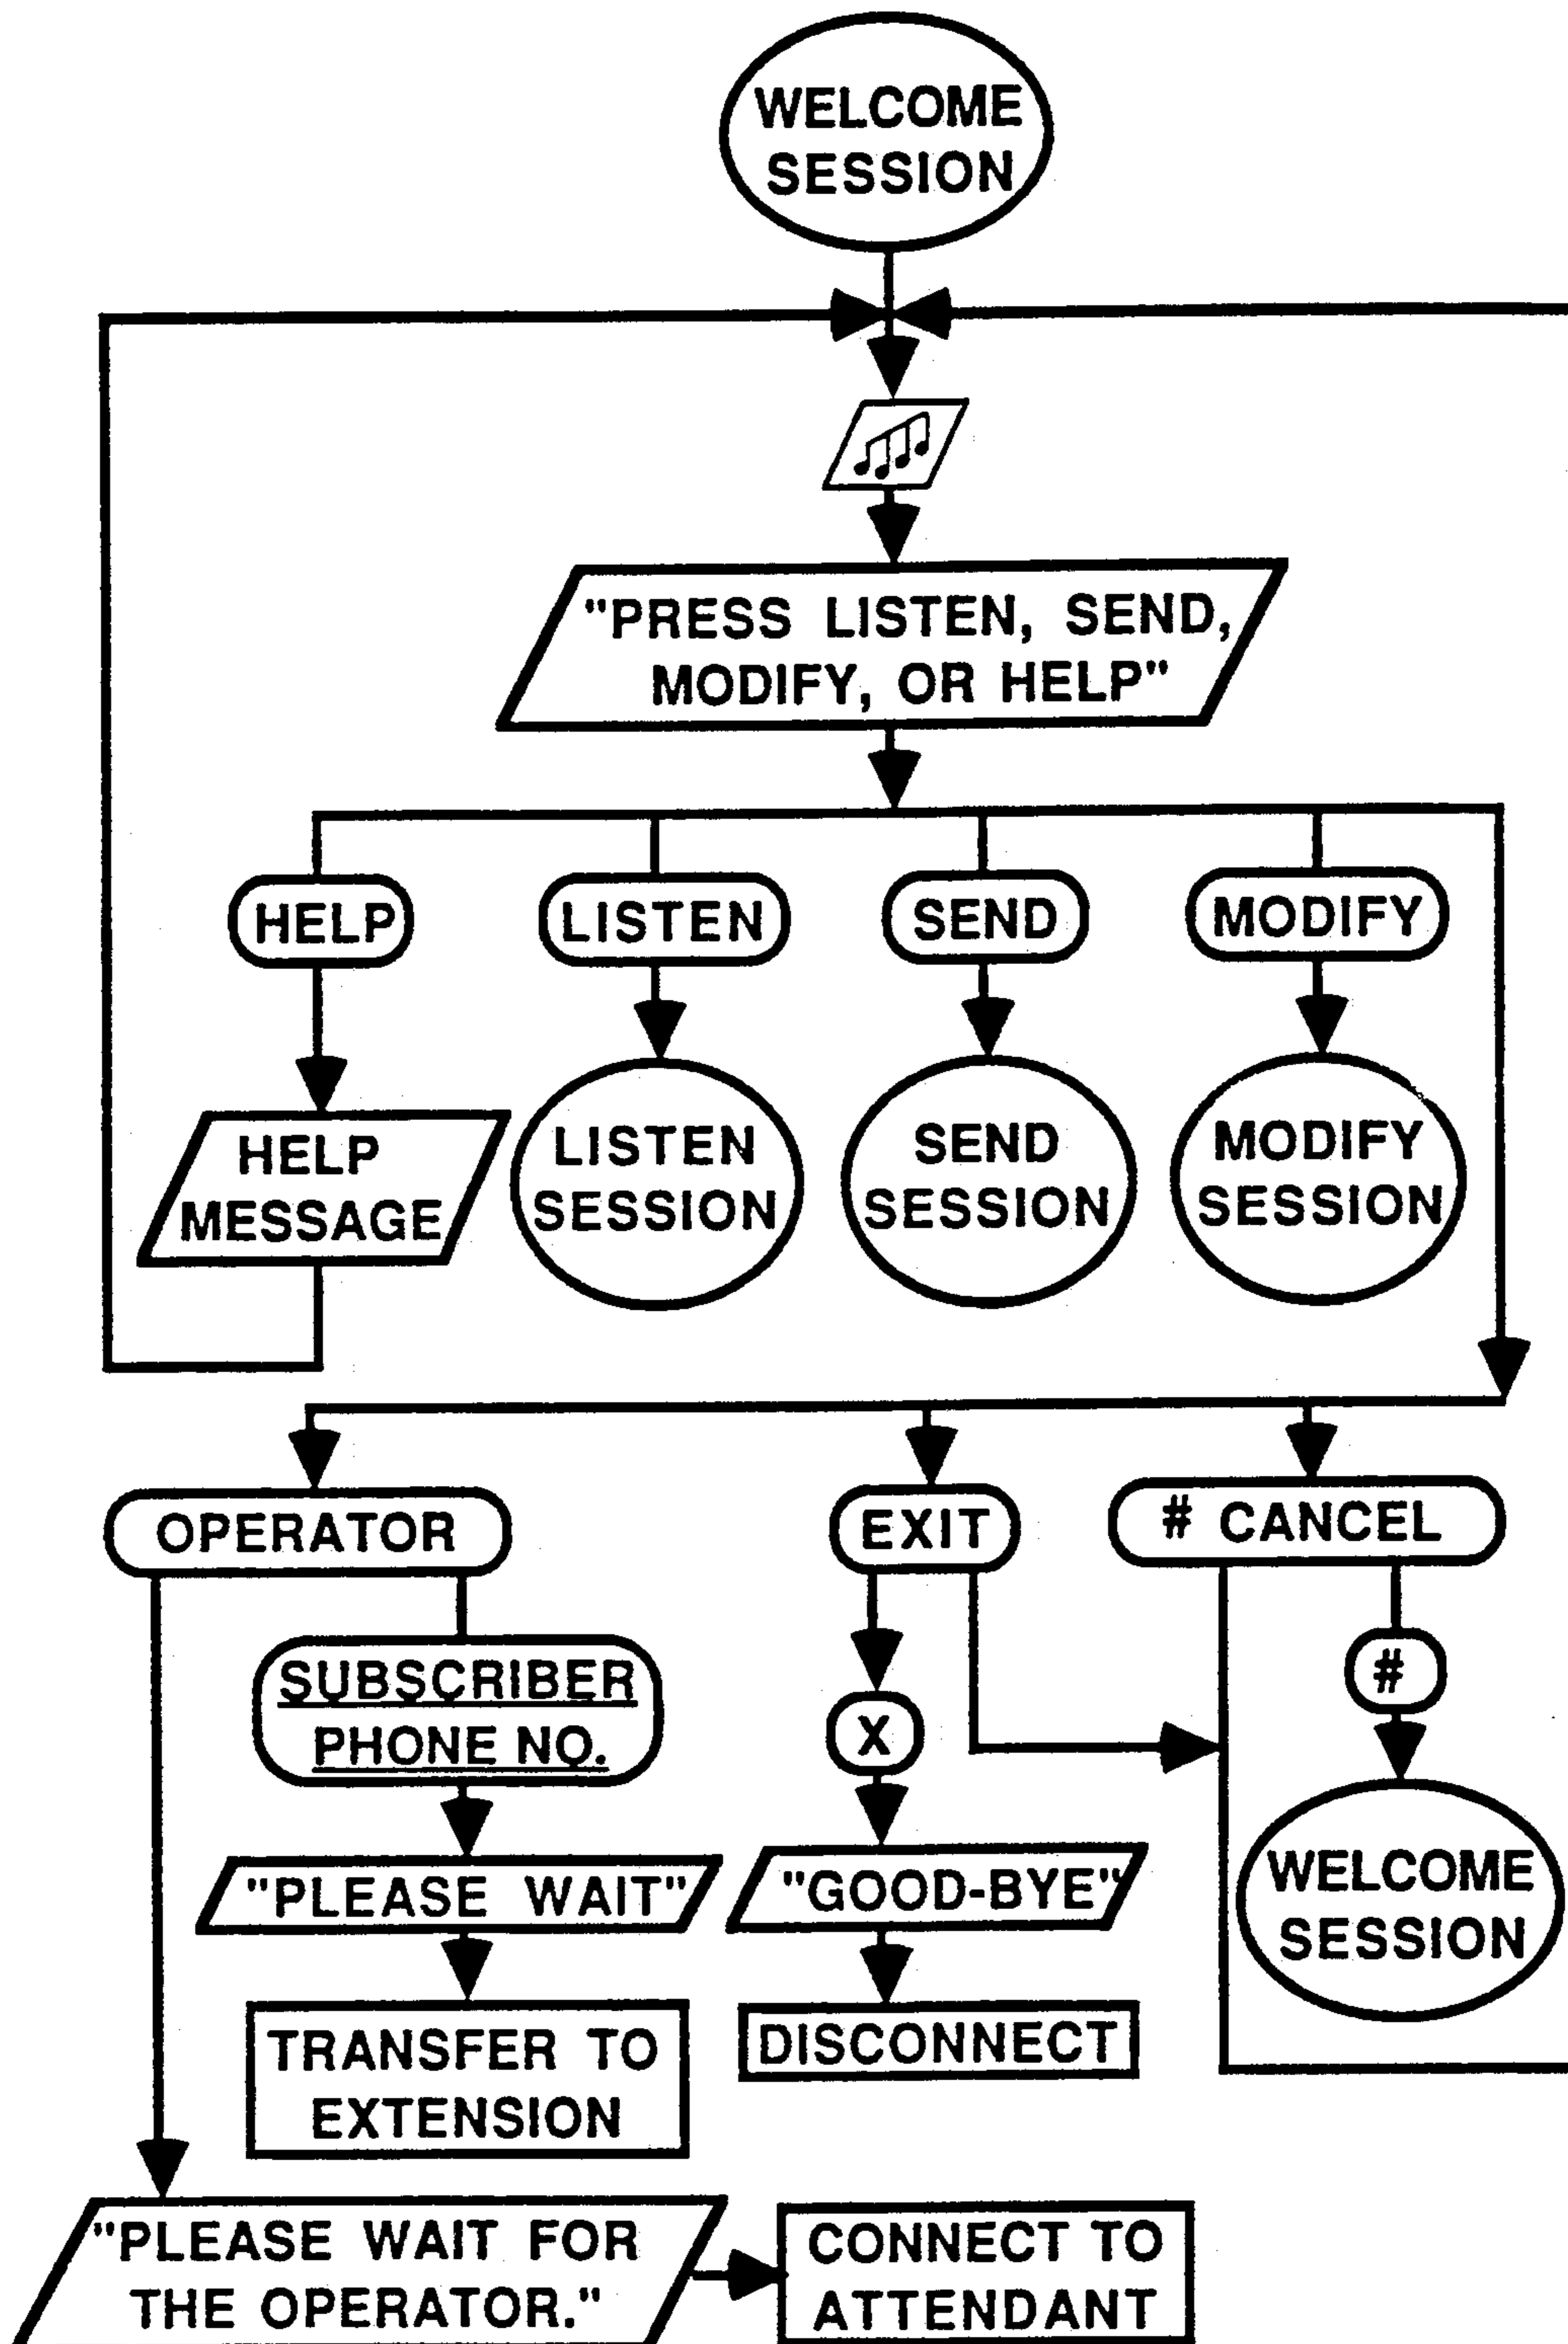 WELCOME
SESSION
"PRESS LISTEN, SEND,
MODIFY, OR HELP"
HELP
LISTEN
SEND
MODIFY
HELP
MESSAGE
LISTEN
SESSION
SEND
SESSION
MODIFY
SESSION
OPERATOR
EXIT
# CANCEL
SUBSCRIBER
PHONE NO.
X
#
"PLEASE WAIT"
"GOOD-BYE"
WELCOME
SESSION
TRANSFER TO
EXTENSION
DISCONNECT
"PLEASE WAIT FOR
THE OPERATOR."
CONNECT TO
ATTENDANT